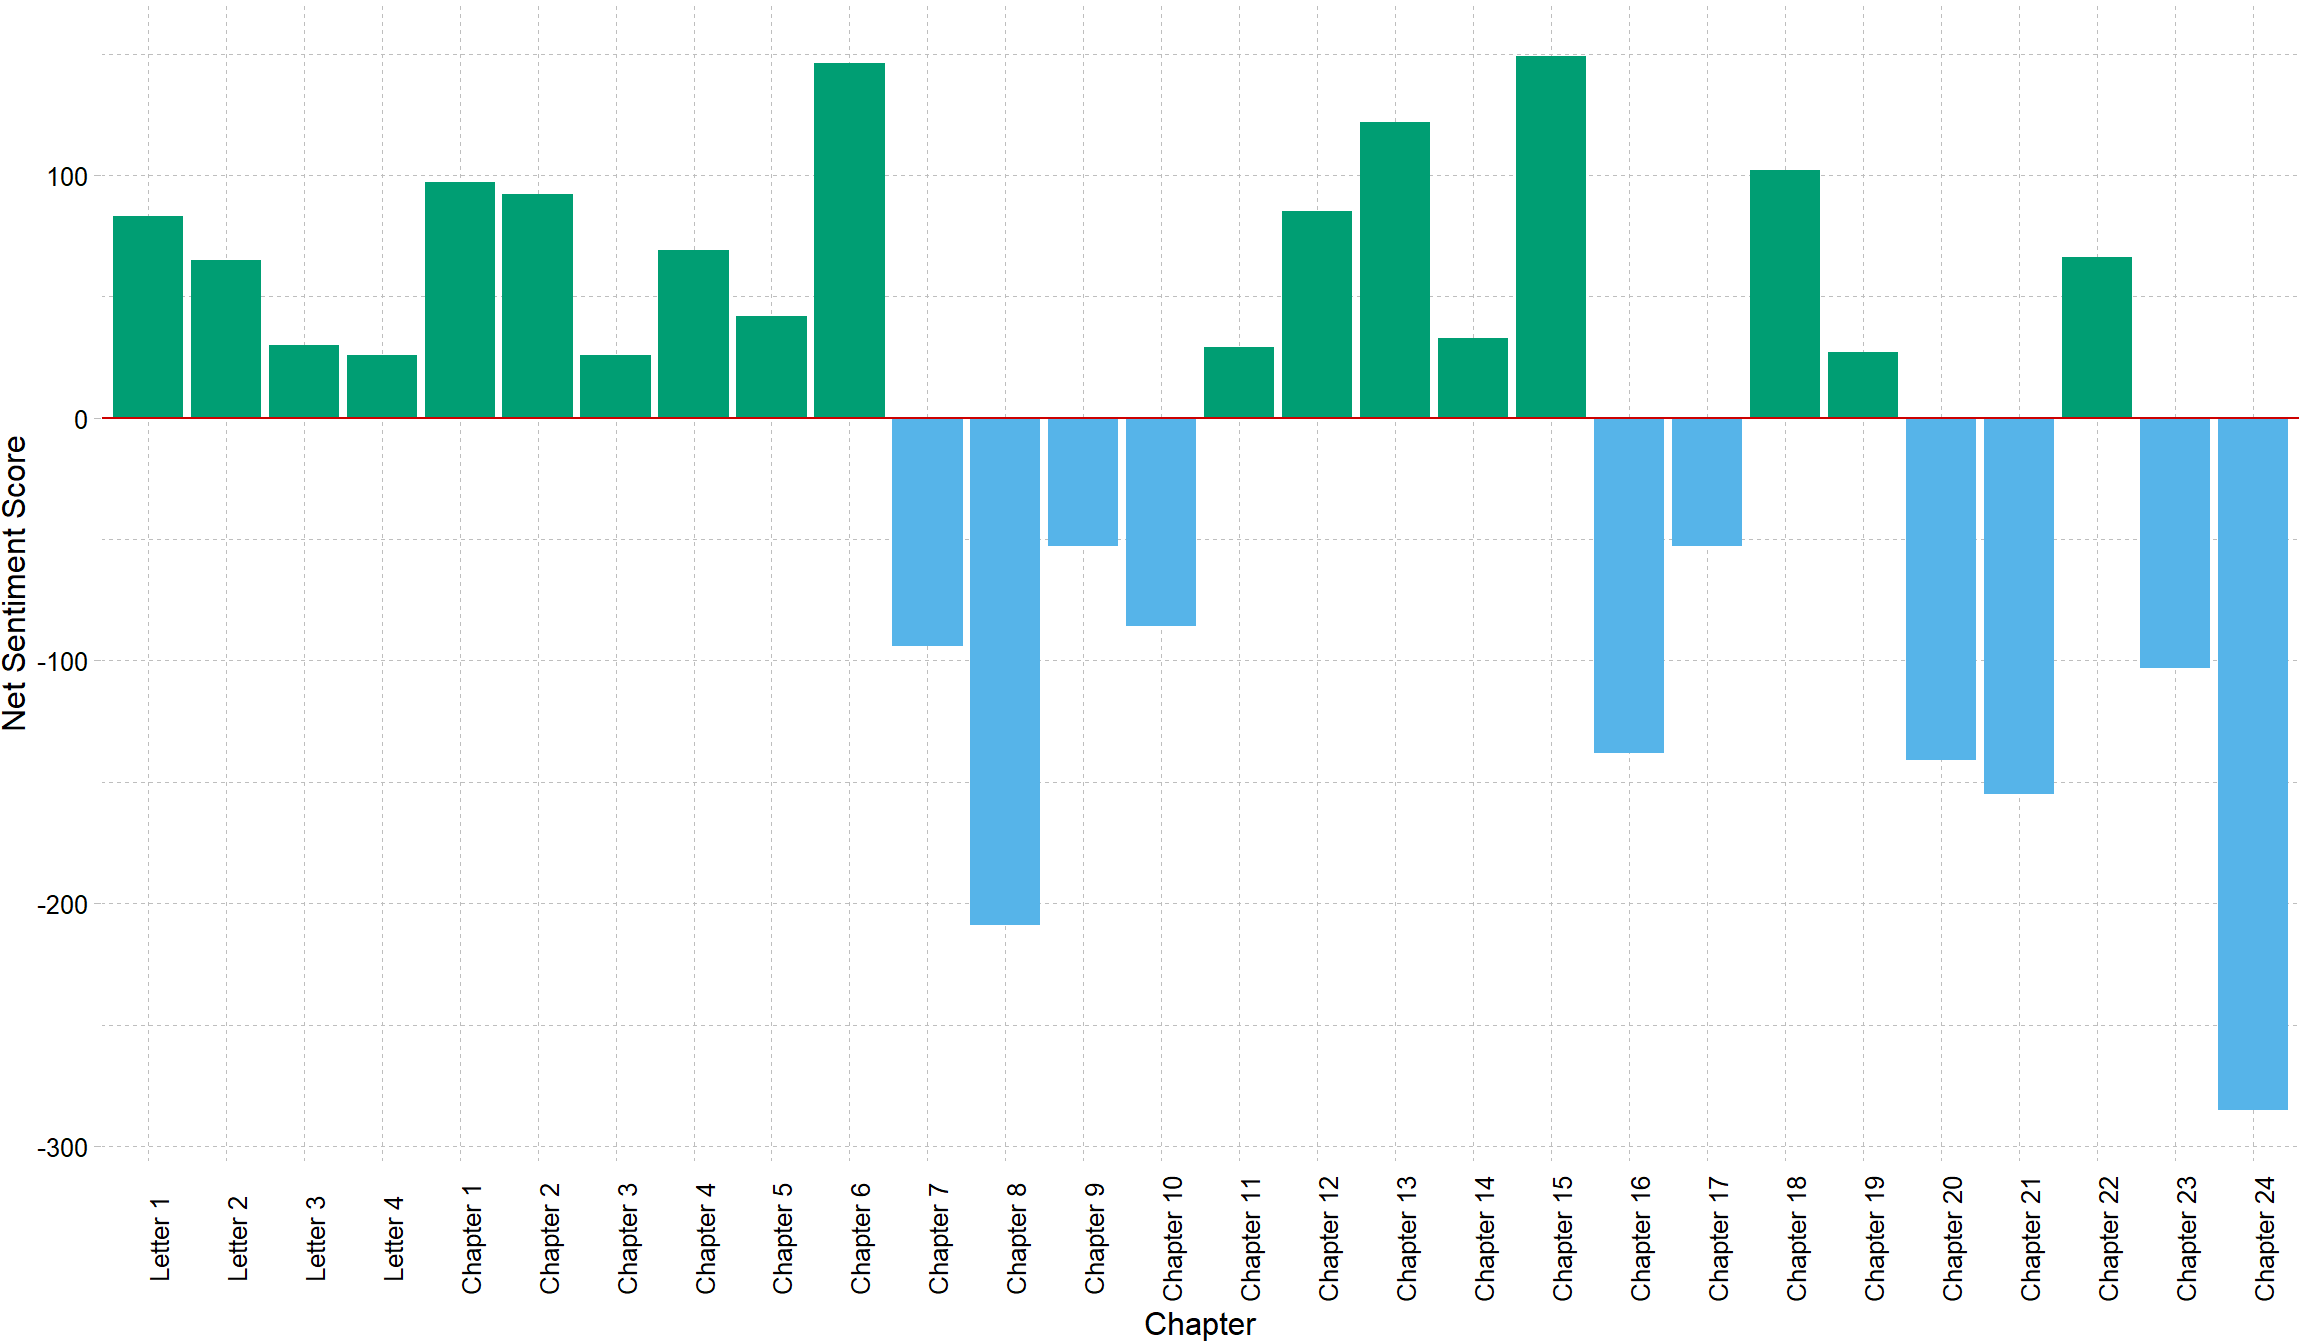 Net Sentiment Score
100
0
-100
-200
-300
Letter 1
Letter 2
Letter 3
Letter 4
Chapter 1
Chapter 2
Chapter 3
Chapter 4
Chapter 5
Chapter 6
Chapter 7
Chapter 8
Chapter 9
Chapter 10
Chapter 11
Chapter 12
Chapter 13
Chapter 14
Chapter 15
Chapter 16
Chapter 17
Chapter 18
Chapter 19
Chapter 20
Chapter 21
Chapter 22
Chapter 23
Chapter 24
Chapter